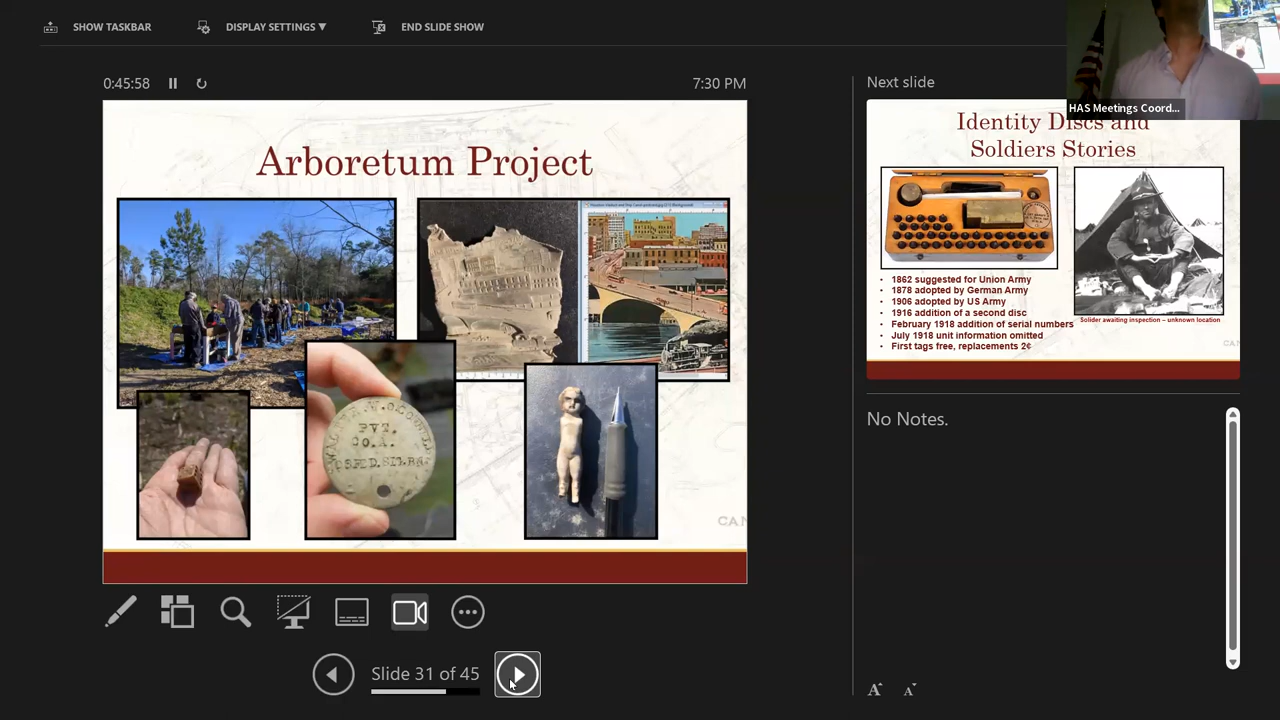 SHOW TASKBAR
DISPLAY SETTINGS ▼
END SLIDE SHOW
0:45:58
7:30 PM
Arboretum Project
PVT.
CO.A.
Slide 31 of 45
Next slide
HAS Meetings Coord...
Identity Discs and
Soldiers Stories
• 1862 suggested for Union Army
• 1878 adopted by German Army
• 1906 adopted by US Army
• 1916 addition of a second disc
• February 1918 addition of serial numbers
• July 1918 unit information omitted
• First tags free, replacements 2¢
Solider awaiting inspection – unknown location
No Notes.
A A